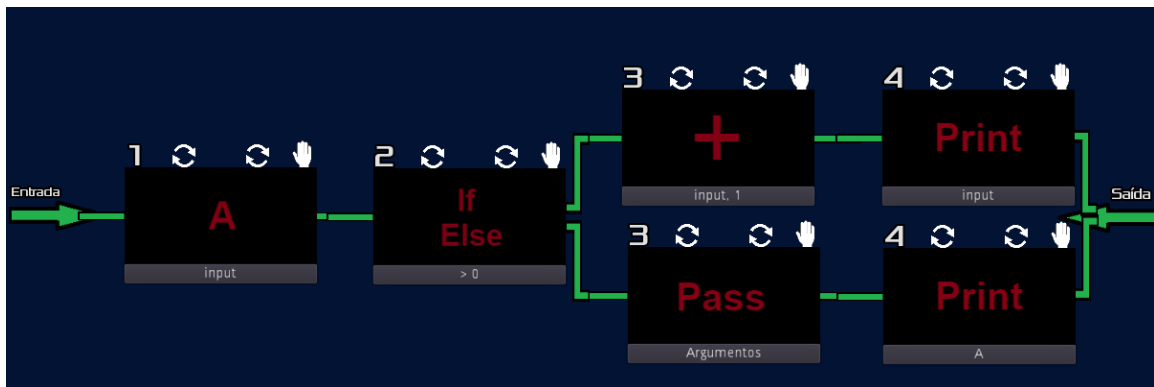 3
4
+
Print
input, 1
input
1
2
Entrada
A
If
Else
Saída
input
> 0
3
4
Pass
Print
Argumentos
A